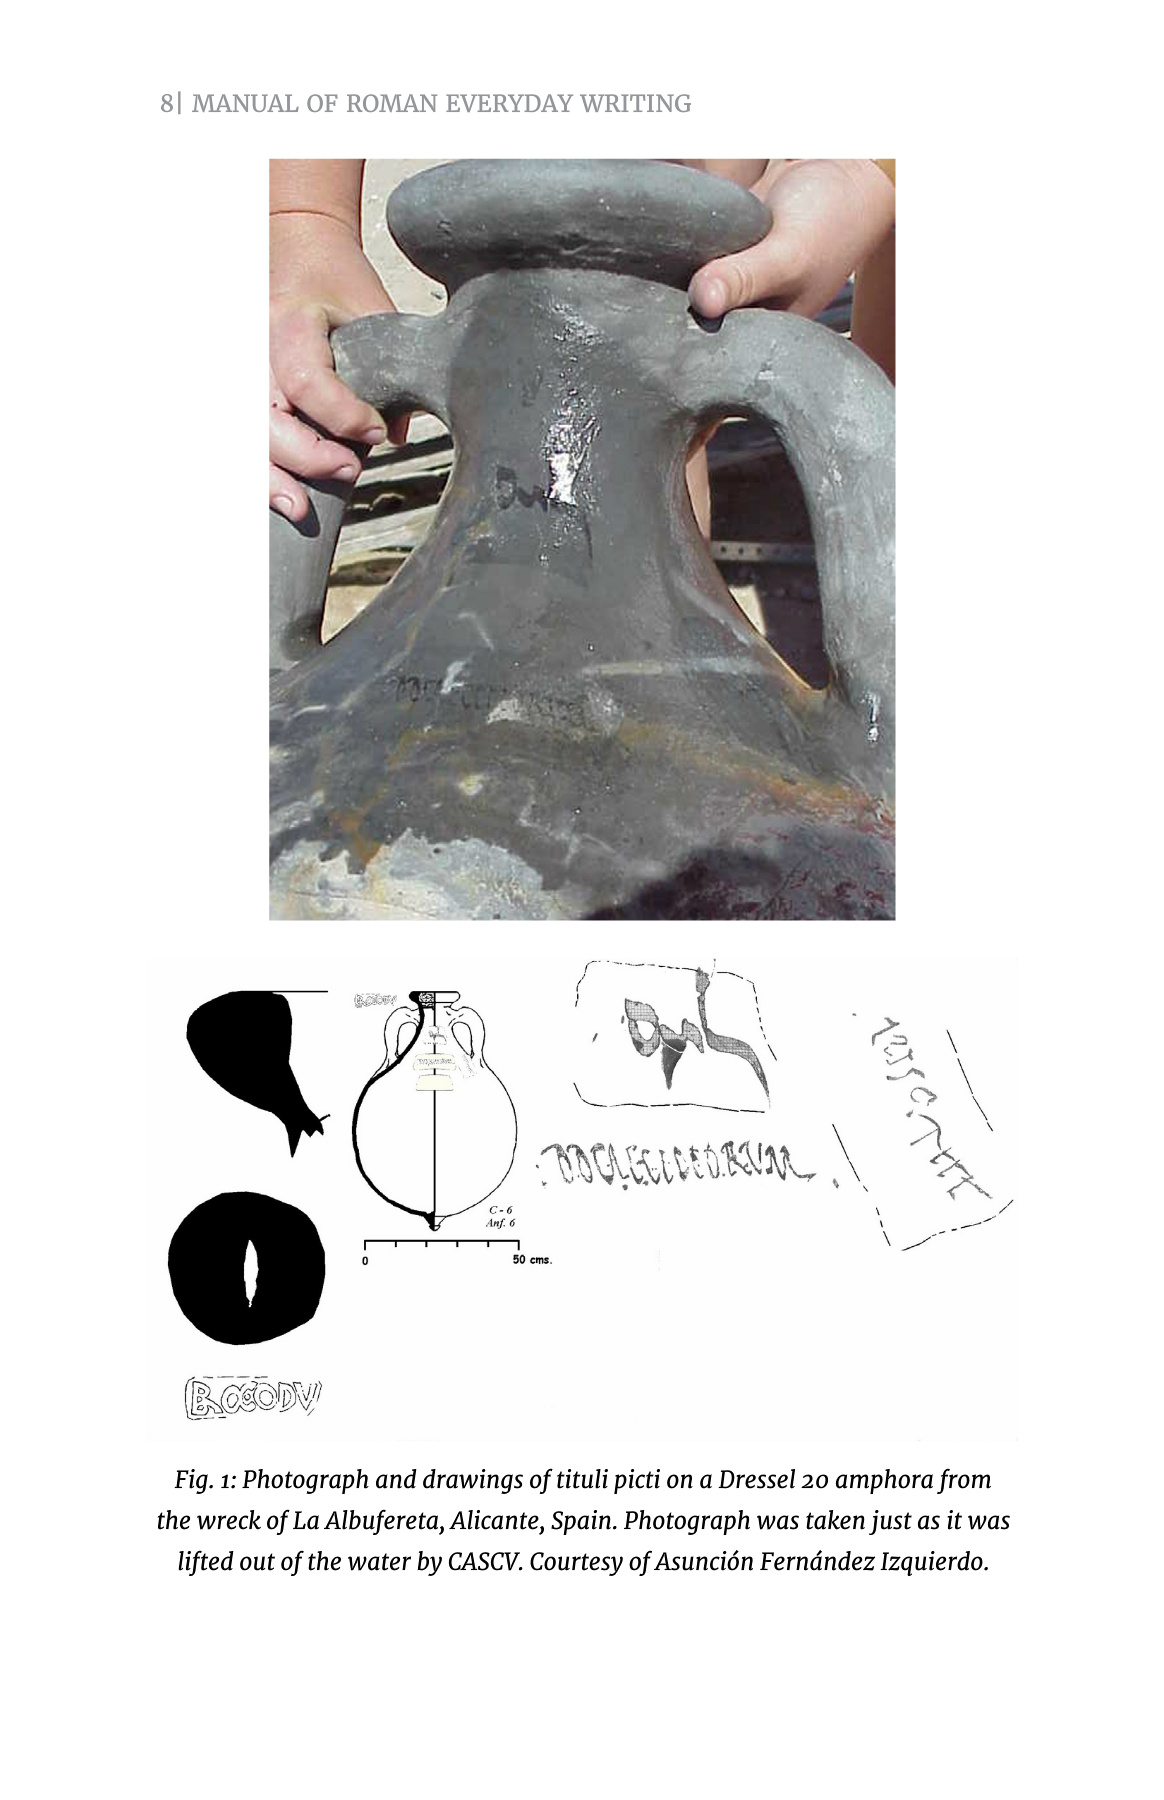 8| MANUAL OF ROMAN EVERYDAY WRITING
C - 6
Anf. 6
0 50 cms.
Fig. 1: Photograph and drawings of tituli picti on a Dressel 20 amphora from
the wreck of La Albufereta, Alicante, Spain. Photograph was taken just as it was
lifted out of the water by CASCV. Courtesy of Asunción Fernández Izquierdo.